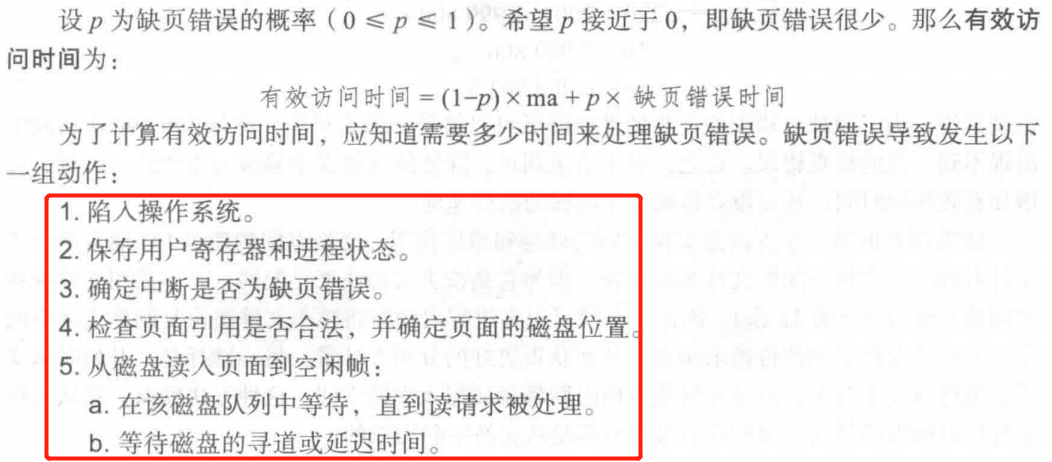 设 p 为缺页错误的概率（0 ⩽ p ⩽ 1）。希望 p 接近于 0，即缺页错误很少。那么有效访
问时间为：
有效访问时间 = (1–p) × ma + p × 缺页错误时间
为了计算有效访问时间，应知道需要多少时间来处理缺页错误。缺页错误导致发生以下
一组动作：
1. 陷入操作系统。
2. 保存用户寄存器和进程状态。
3. 确定中断是否为缺页错误。
4. 检查页面引用是否合法，并确定页面的磁盘位置。
5. 从磁盘读入页面到空闲帧：
a. 在该磁盘队列中等待，直到读请求被处理。
b. 等待磁盘的寻道或延迟时间。